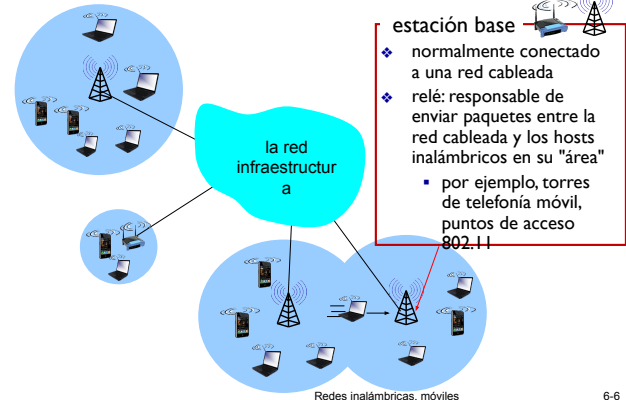 estación base
normalmente conectado
a una red cableada
relé: responsable de
enviar paquetes entre la
red cableada y los hosts
inalámbricos en su "área"
por ejemplo, torres
de telefonía móvil,
puntos de acceso
802.11
la red
infraestructur
a
Redes inalámbricas, móviles
6-6